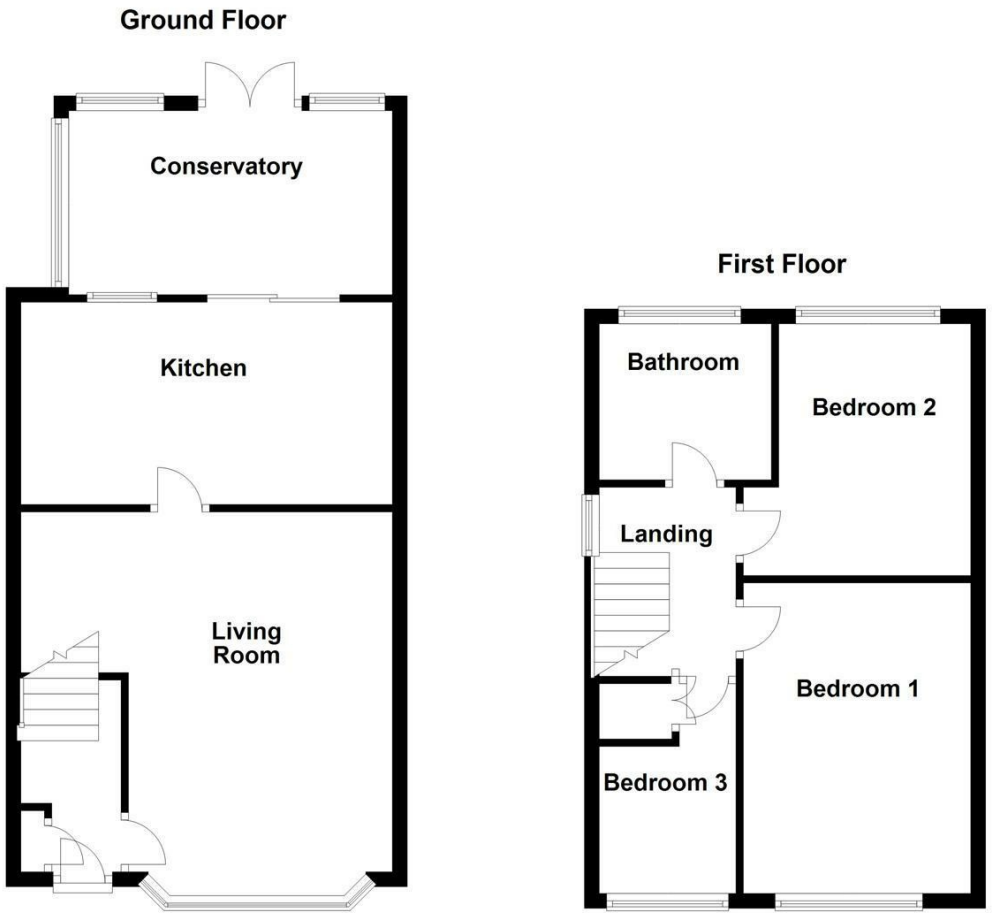 Ground Floor
Conservatory
Kitchen
Living
Room
First Floor
Bathroom
Bedroom 2
Landing
Bedroom 1
Bedroom 3